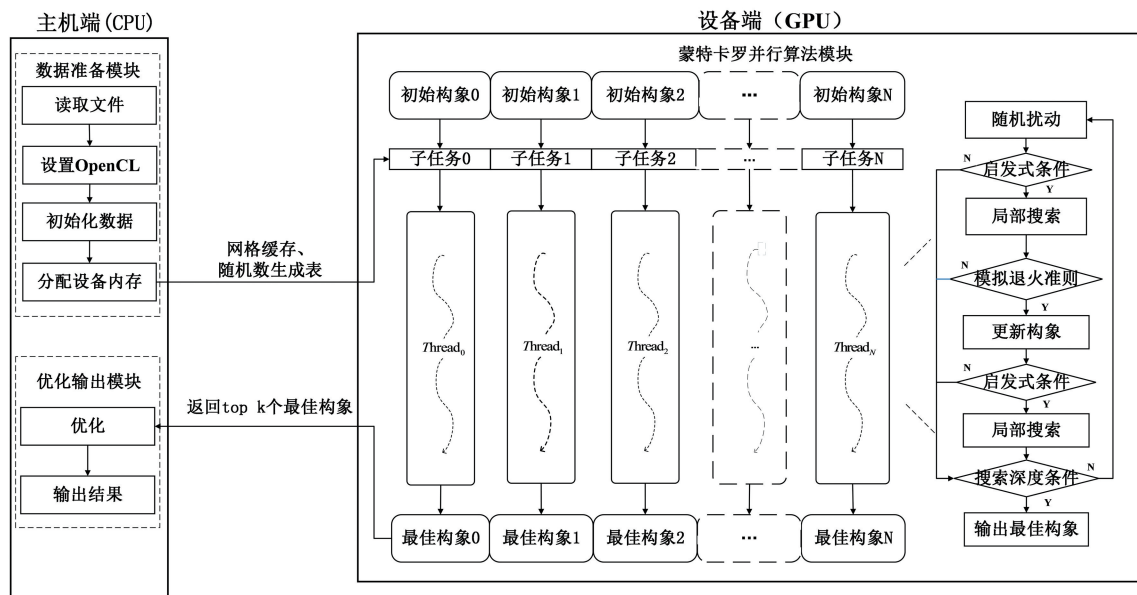 主机端(CPU)
数据准备模块
读取文件
设置OpenCL
初始化数据
分配设备内存
优化输出模块
优化
输出结果
网格缓存、
随机数生成表
返回top k个最佳构象
设备端（GPU）
蒙特卡罗并行算法模块
初始构象0 初始构象1 初始构象2 ... 初始构象N
子任务0 子任务1 子任务2 ... 子任务N
Thread0 Thread1 Thread2 ... ThreadN
最佳构象0 最佳构象1 最佳构象2 ... 最佳构象N
随机扰动
N
启发式条件
Y
局部搜索
N
模拟退火准则
Y
更新构象
N
启发式条件
Y
局部搜索
搜索深度条件
N
Y
输出最佳构象